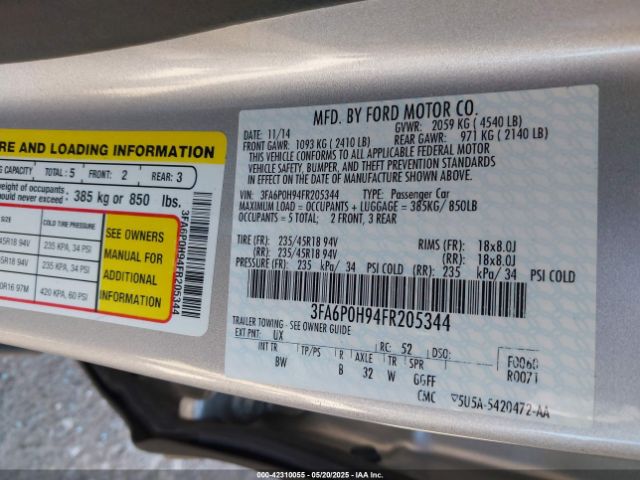 RE AND LOADING INFORMATION
G CAPACITY TOTAL : 5 FRONT: 2 REAR: 3
weight of occupants
should never exceed 385 kg or 850 lbs.
SIZE COLD TIRE PRESSURE
45R18 94V 235 KPA, 34 PSI
45R18 94V 235 KPA, 34 PSI
0R16 97M 420 KPA, 60 PSI
SEE OWNERS
MANUAL FOR
ADDITIONAL
INFORMATION
3FA6P0H94FR205344
MFD. BY FORD MOTOR CO.
DATE: 11/14 GVWR: 2059 KG ( 4540 LB)
FRONT GAWR: 1093 KG ( 2410 LB) REAR GAWR: 971 KG ( 2140 LB)
THIS VEHICLE CONFORMS TO ALL APPLICABLE FEDERAL MOTOR
VEHICLE SAFETY, BUMPER, AND THEFT PREVENTION STANDARDS
IN EFFECT ON THE DATE OF MANUFACTURE SHOWN ABOVE.
VIN: 3FA6P0H94FR205344 TYPE: Passenger Car
MAXIMUM LOAD = OCCUPANTS + LUGGAGE = 385KG/ 850LB
OCCUPANTS = 5 TOTAL; 2 FRONT, 3 REAR
TIRE (FR): 235/45R18 94V RIMS (FR): 18x8.0J
(RR): 235/45R18 94V (RR): 18x8.0J
PRESSURE (FR): 235 kPa/ 34 PSI COLD (RR): 235 kPa/ 34 PSI COLD
3FA6P0H94FR205344
TRAILER TOWING - SEE OWNER GUIDE
EXT PNT: UX RC: 52 DSO: F0060
R0071
INT TR TP/PS R AXLE TR SPR
BW B 32 W GGFF
CMC 5U5A-5420472-AA
000-42310055 - 05/20/2025 - IAAI.COM